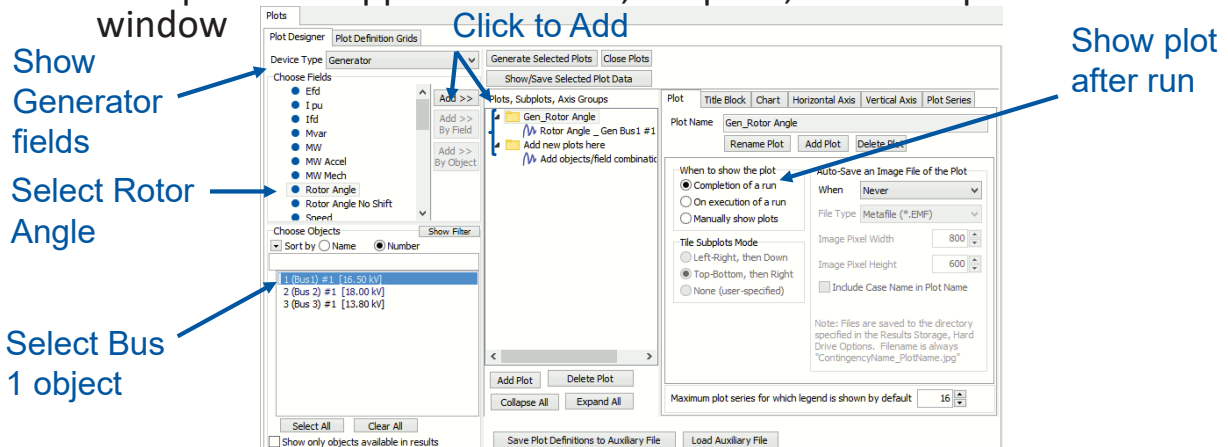 window
Click to Add
Show
Generator
fields
Select Rotor
Angle
Select Bus
1 object
Show plot
after run
Plots
Plot Designer Plot Definition Grids
Device Type Generator
Choose Fields
Efd
I pu
Ifd
Mvar
MW
MW Accel
MW Mech
Rotor Angle
Rotor Angle No Shift
Speed
Add >>
Add >>
By Field
Add >>
By Object
Choose Objects Show Filter
Sort by Name Number
1 (Bus1) #1 [16.50 kV]
2 (Bus 2) #1 [18.00 kV]
3 (Bus 3) #1 [13.80 kV]
Select All Clear All
Show only objects available in results
Generate Selected Plots Close Plots
Show/Save Selected Plot Data
Plots, Subplots, Axis Groups
Gen_Rotor Angle
Rotor Angle _ Gen Bus1 #1
Add new plots here
Add objects/field combinatic
< >
Add Plot Delete Plot
Collapse All Expand All
Save Plot Definitions to Auxiliary File Load Auxiliary File
Plot Title Block Chart Horizontal Axis Vertical Axis Plot Series
Plot Name Gen_Rotor Angle
Rename Plot Add Plot Delete Plot
When to show the plot
Completion of a run
On execution of a run
Manually show plots
Tile Subplots Mode
Left-Right, then Down
Top-Bottom, then Right
None (user-specified)
Auto-Save an Image File of the Plot
When Never
File Type Metafile (*.EMF)
Image Pixel Width 800
Image Pixel Height 600
Include Case Name in Plot Name
Note: Files are saved to the directory
specified in the Results Storage, Hard
Drive Options. Filename is always
"ContingencyName_PlotName.jpg"
Maximum plot series for which legend is shown by default 16